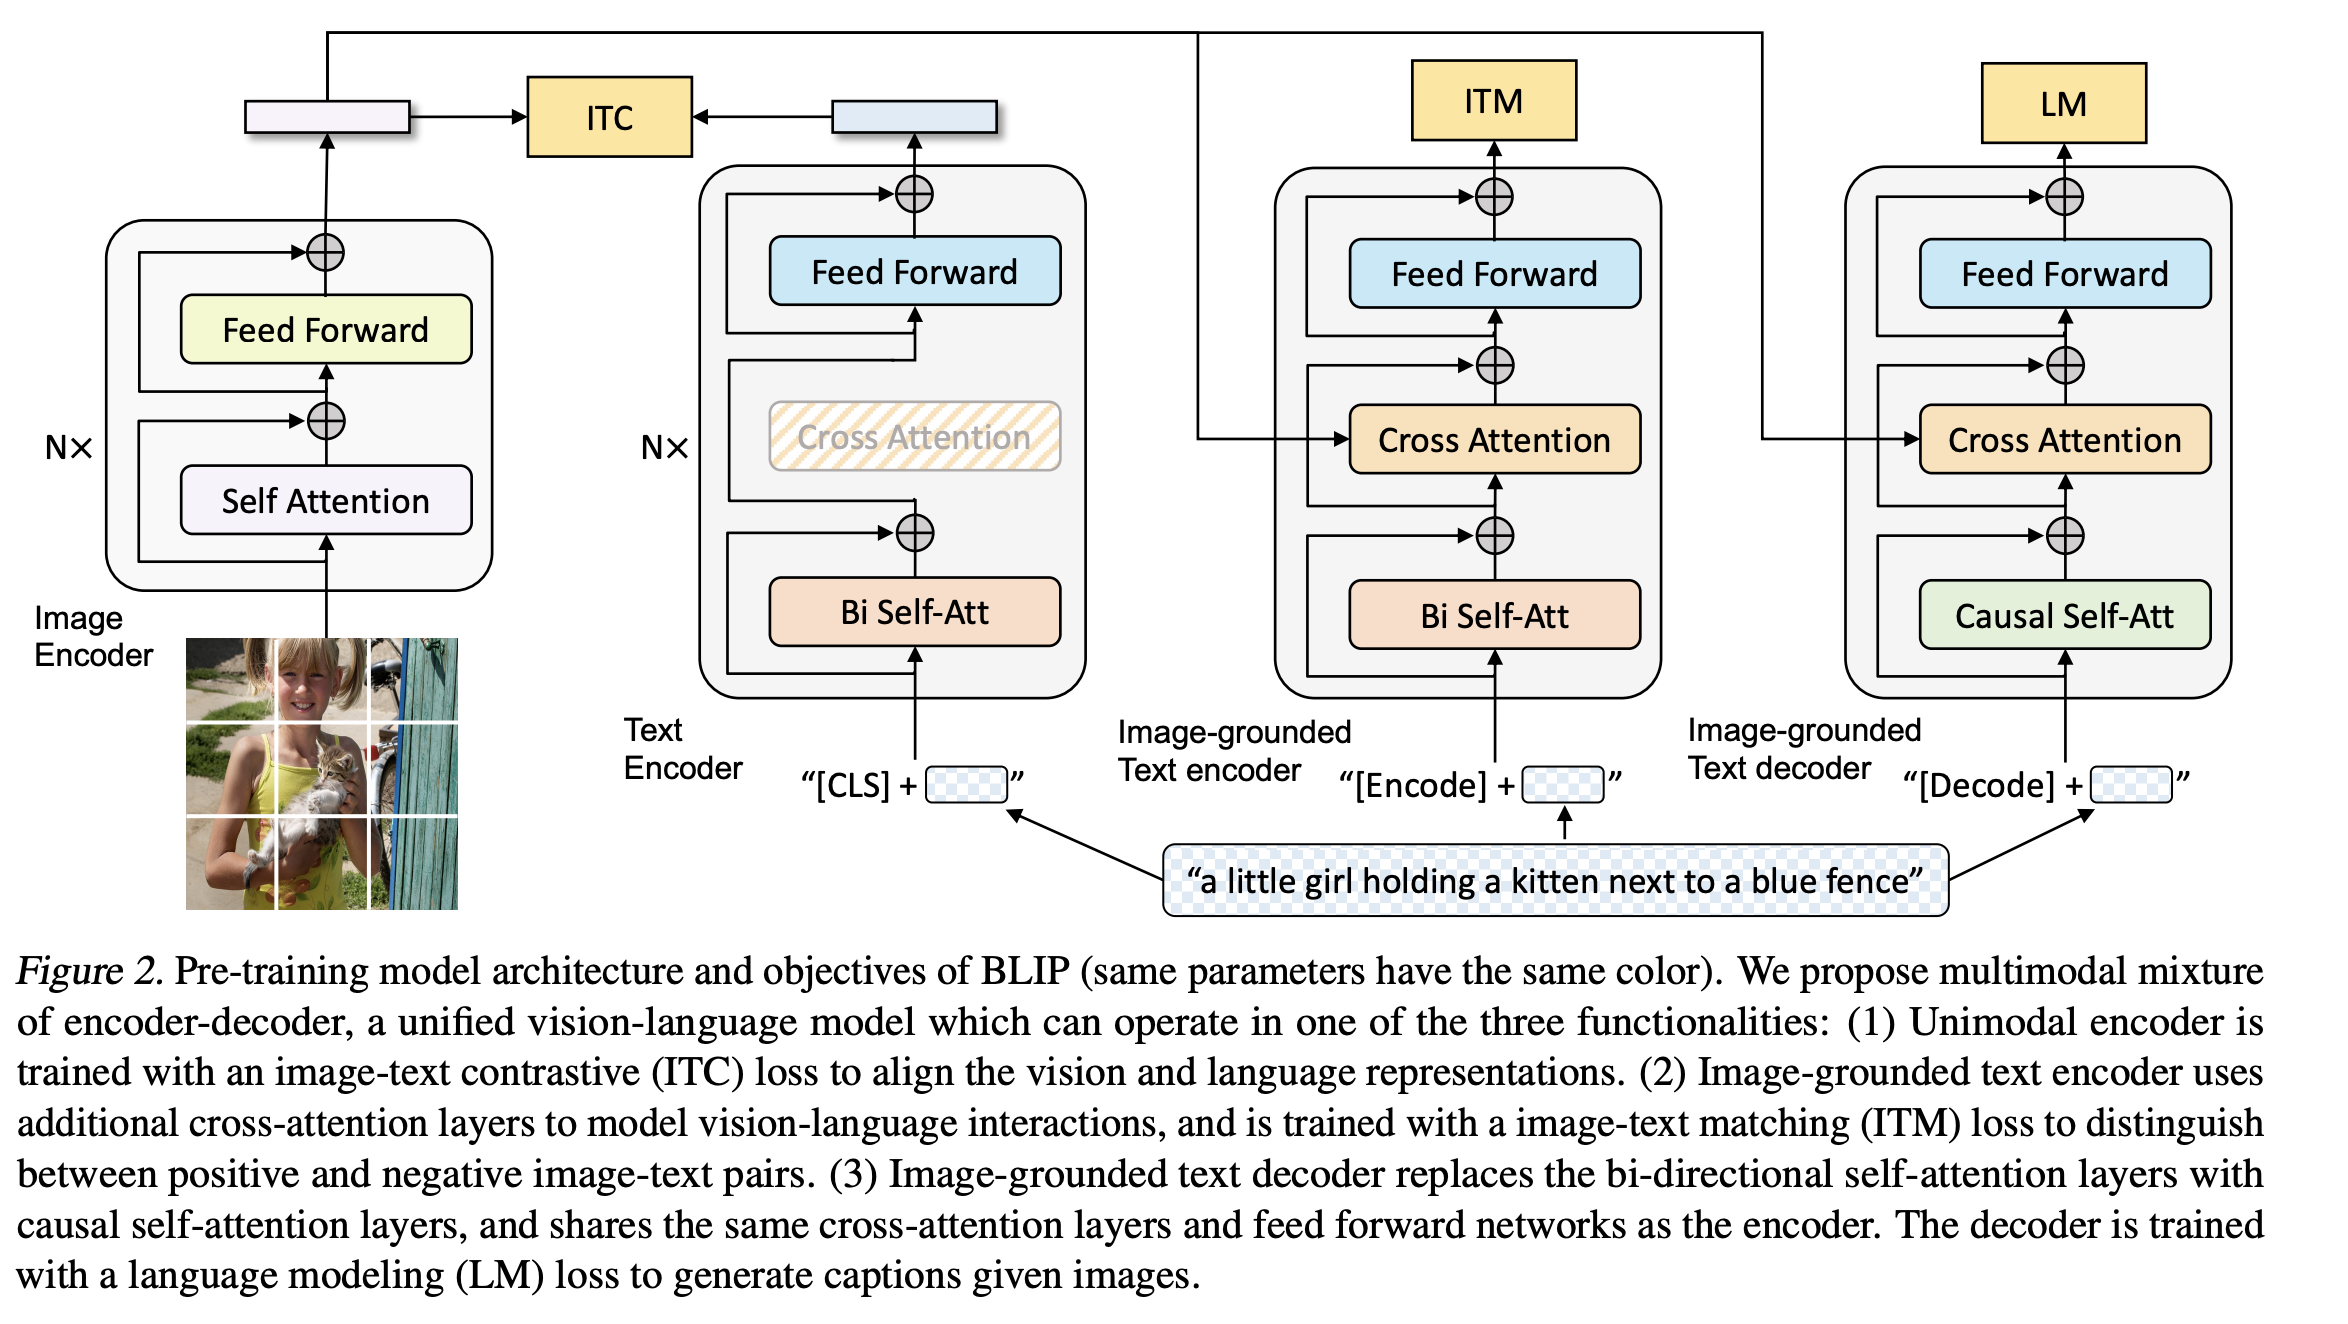 ITC
ITM
LM
Feed Forward
Self Attention
N×
Image
Encoder
Feed Forward
Cross Attention
Bi Self-Att
N×
Text
Encoder
“[CLS] + ”
Feed Forward
Cross Attention
Bi Self-Att
Image-grounded
Text encoder
“[Encode] + ”
Feed Forward
Cross Attention
Causal Self-Att
Image-grounded
Text decoder
“[Decode] + ”
“a little girl holding a kitten next to a blue fence”
Figure 2. Pre-training model architecture and objectives of BLIP (same parameters have the same color). We propose multimodal mixture
of encoder-decoder, a unified vision-language model which can operate in one of the three functionalities: (1) Unimodal encoder is
trained with an image-text contrastive (ITC) loss to align the vision and language representations. (2) Image-grounded text encoder uses
additional cross-attention layers to model vision-language interactions, and is trained with a image-text matching (ITM) loss to distinguish
between positive and negative image-text pairs. (3) Image-grounded text decoder replaces the bi-directional self-attention layers with
causal self-attention layers, and shares the same cross-attention layers and feed forward networks as the encoder. The decoder is trained
with a language modeling (LM) loss to generate captions given images.